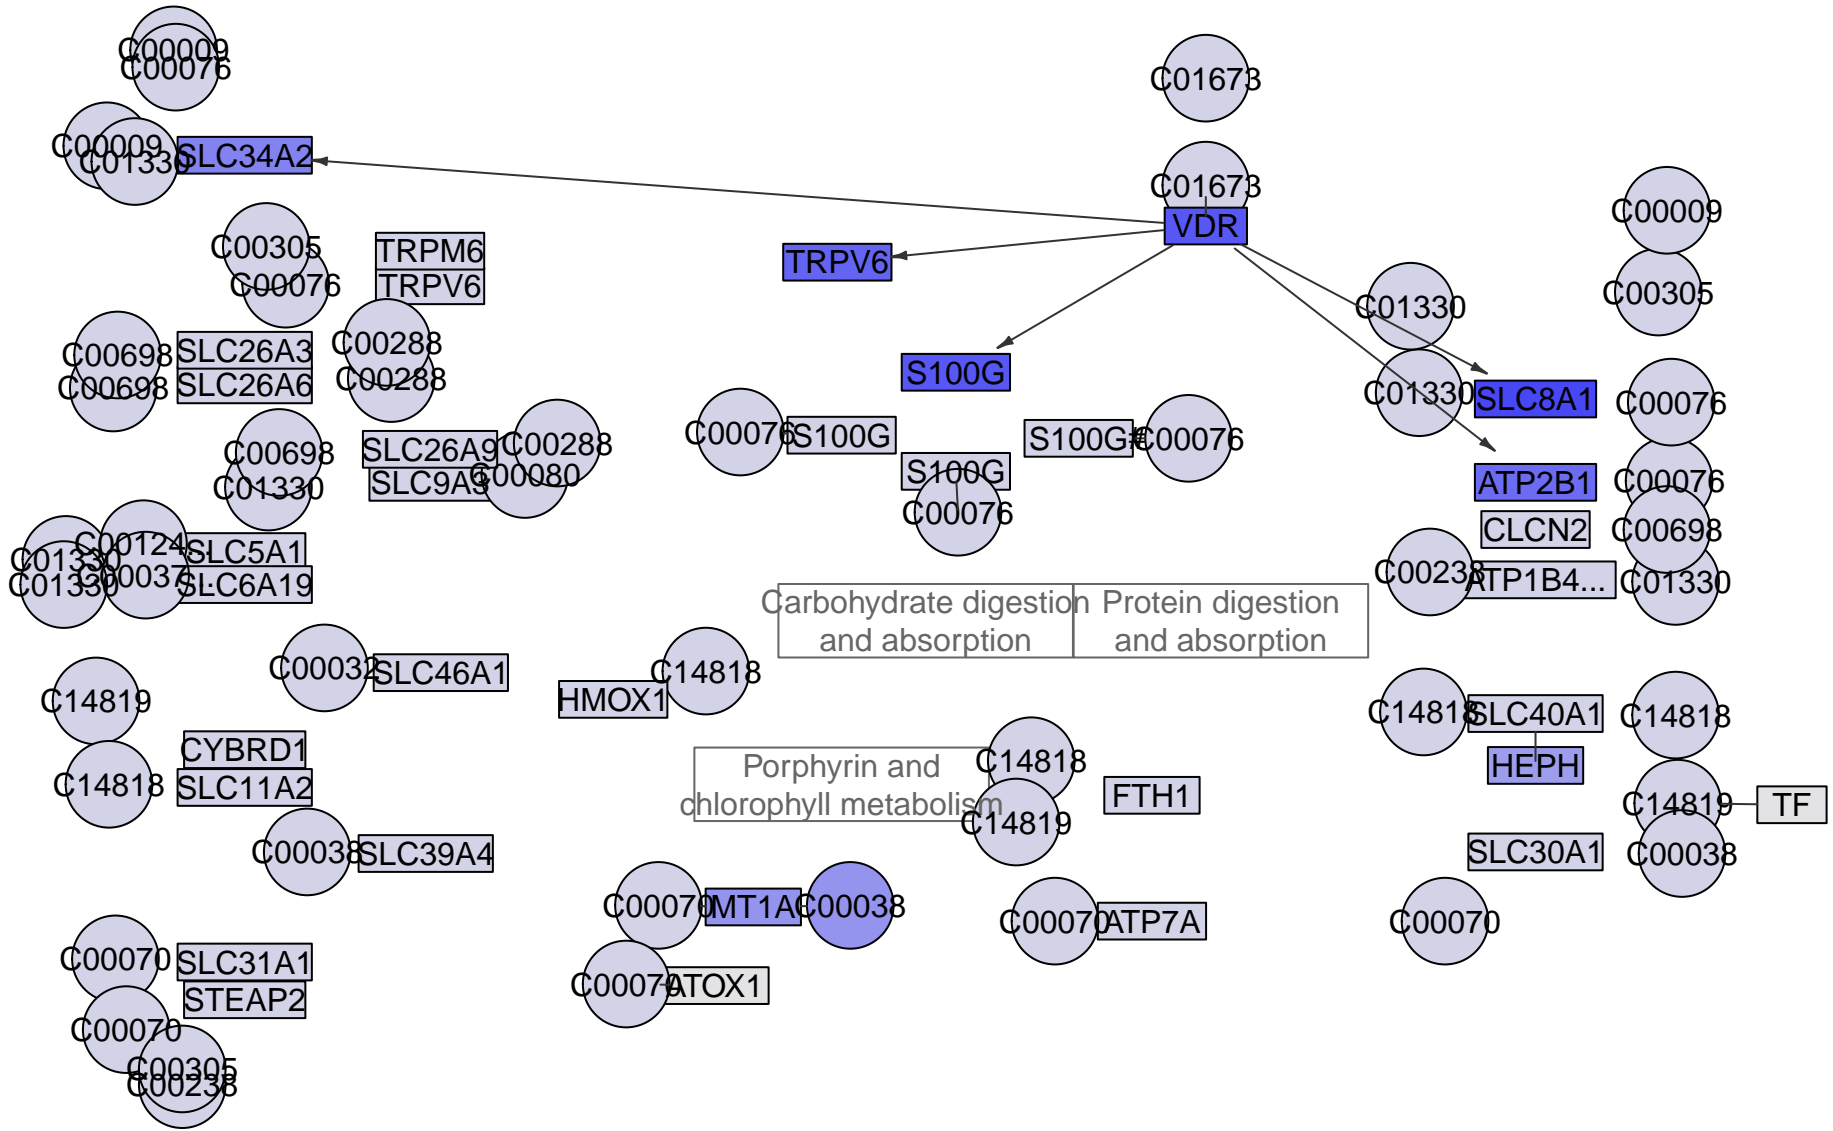 C00009
C00076
C01673
C00009
C01330
SLC34A2
C01673
VDR
C00009
C00305
C00076
TRPM6
TRPV6
TRPV6
C01330
C00305
C00698
C00698
SLC26A3
SLC26A6
C00288
C00288
S100G
C01330
SLC8A1
C00076
C00698
C01330
SLC26A9
SLC9A3
C00288
C00080
C00076
S100G
S100G
C00076
S100G#
C00076
ATP2B1
C00076
CLCN2
C00698
C01330
C01330
C00124...
C00037...
SLC5A1
SLC6A19
Carbohydrate digestion
and absorption
Protein digestion
and absorption
C00238
ATP1B4...
C01330
C00032
SLC46A1
HMOX1
C14818
C14819
C14818
SLC40A1
C14818
HEPH
CYBRD1
C14818
SLC11A2
Porphyrin and
chlorophyll metabolism
C14818
C14819
FTH1
C14819
TF
C00038
SLC39A4
SLC30A1
C00038
C00070
MT1A
C00038
C00070
ATP7A
C00070
C00070
SLC31A1
STEAP2
C00070
ATOX1
C00070
C00305
C00238